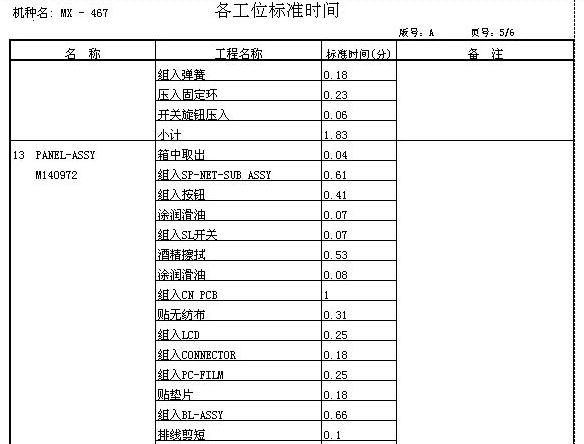 各工位标准时间
机种名: MX - 467
版号: A 页号: 5/6
名 称 工程名称 标准时间(分) 备 注
组入弹簧 0.18
压入固定环 0.23
开关旋钮压入 0.06
小计 1.83
13 PANEL-ASSY 箱中取出 0.04
M140972 组入SP-NET-SUB ASSY 0.61
组入按钮 0.41
涂润滑油 0.07
组入SL开关 0.07
酒精擦拭 0.53
涂润滑油 0.08
组入CN PCB 1
贴无纺布 0.31
组入LCD 0.25
组入CONNECTOR 0.18
组入PC-FILM 0.25
贴垫片 0.18
组入BL-ASSY 0.66
排线剪短 0.1